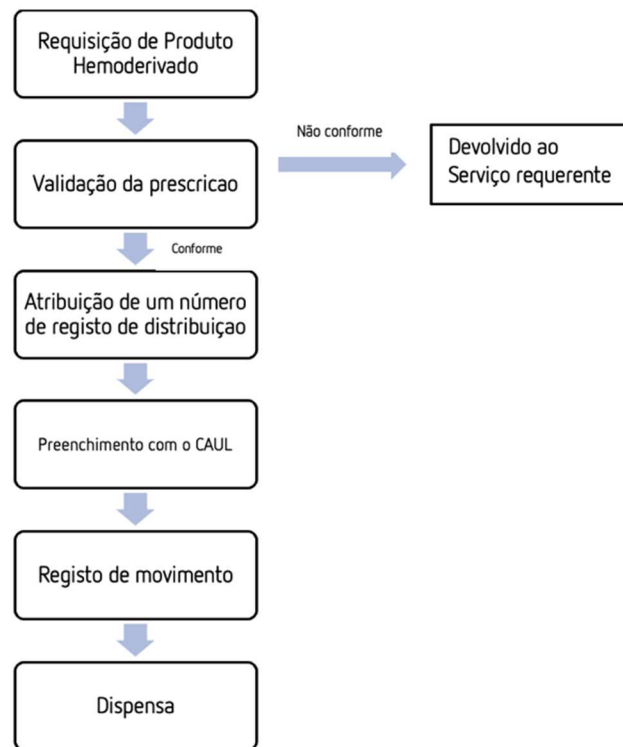 Requisição de Produto
Hemoderivado
Não conforme
Devolvido ao
Serviço requerente
Validação da prescricao
Conforme
Atribuição de um número
de registo de distribuiçao
Preenchimento com o CAUL
Registo de movimento
Dispensa